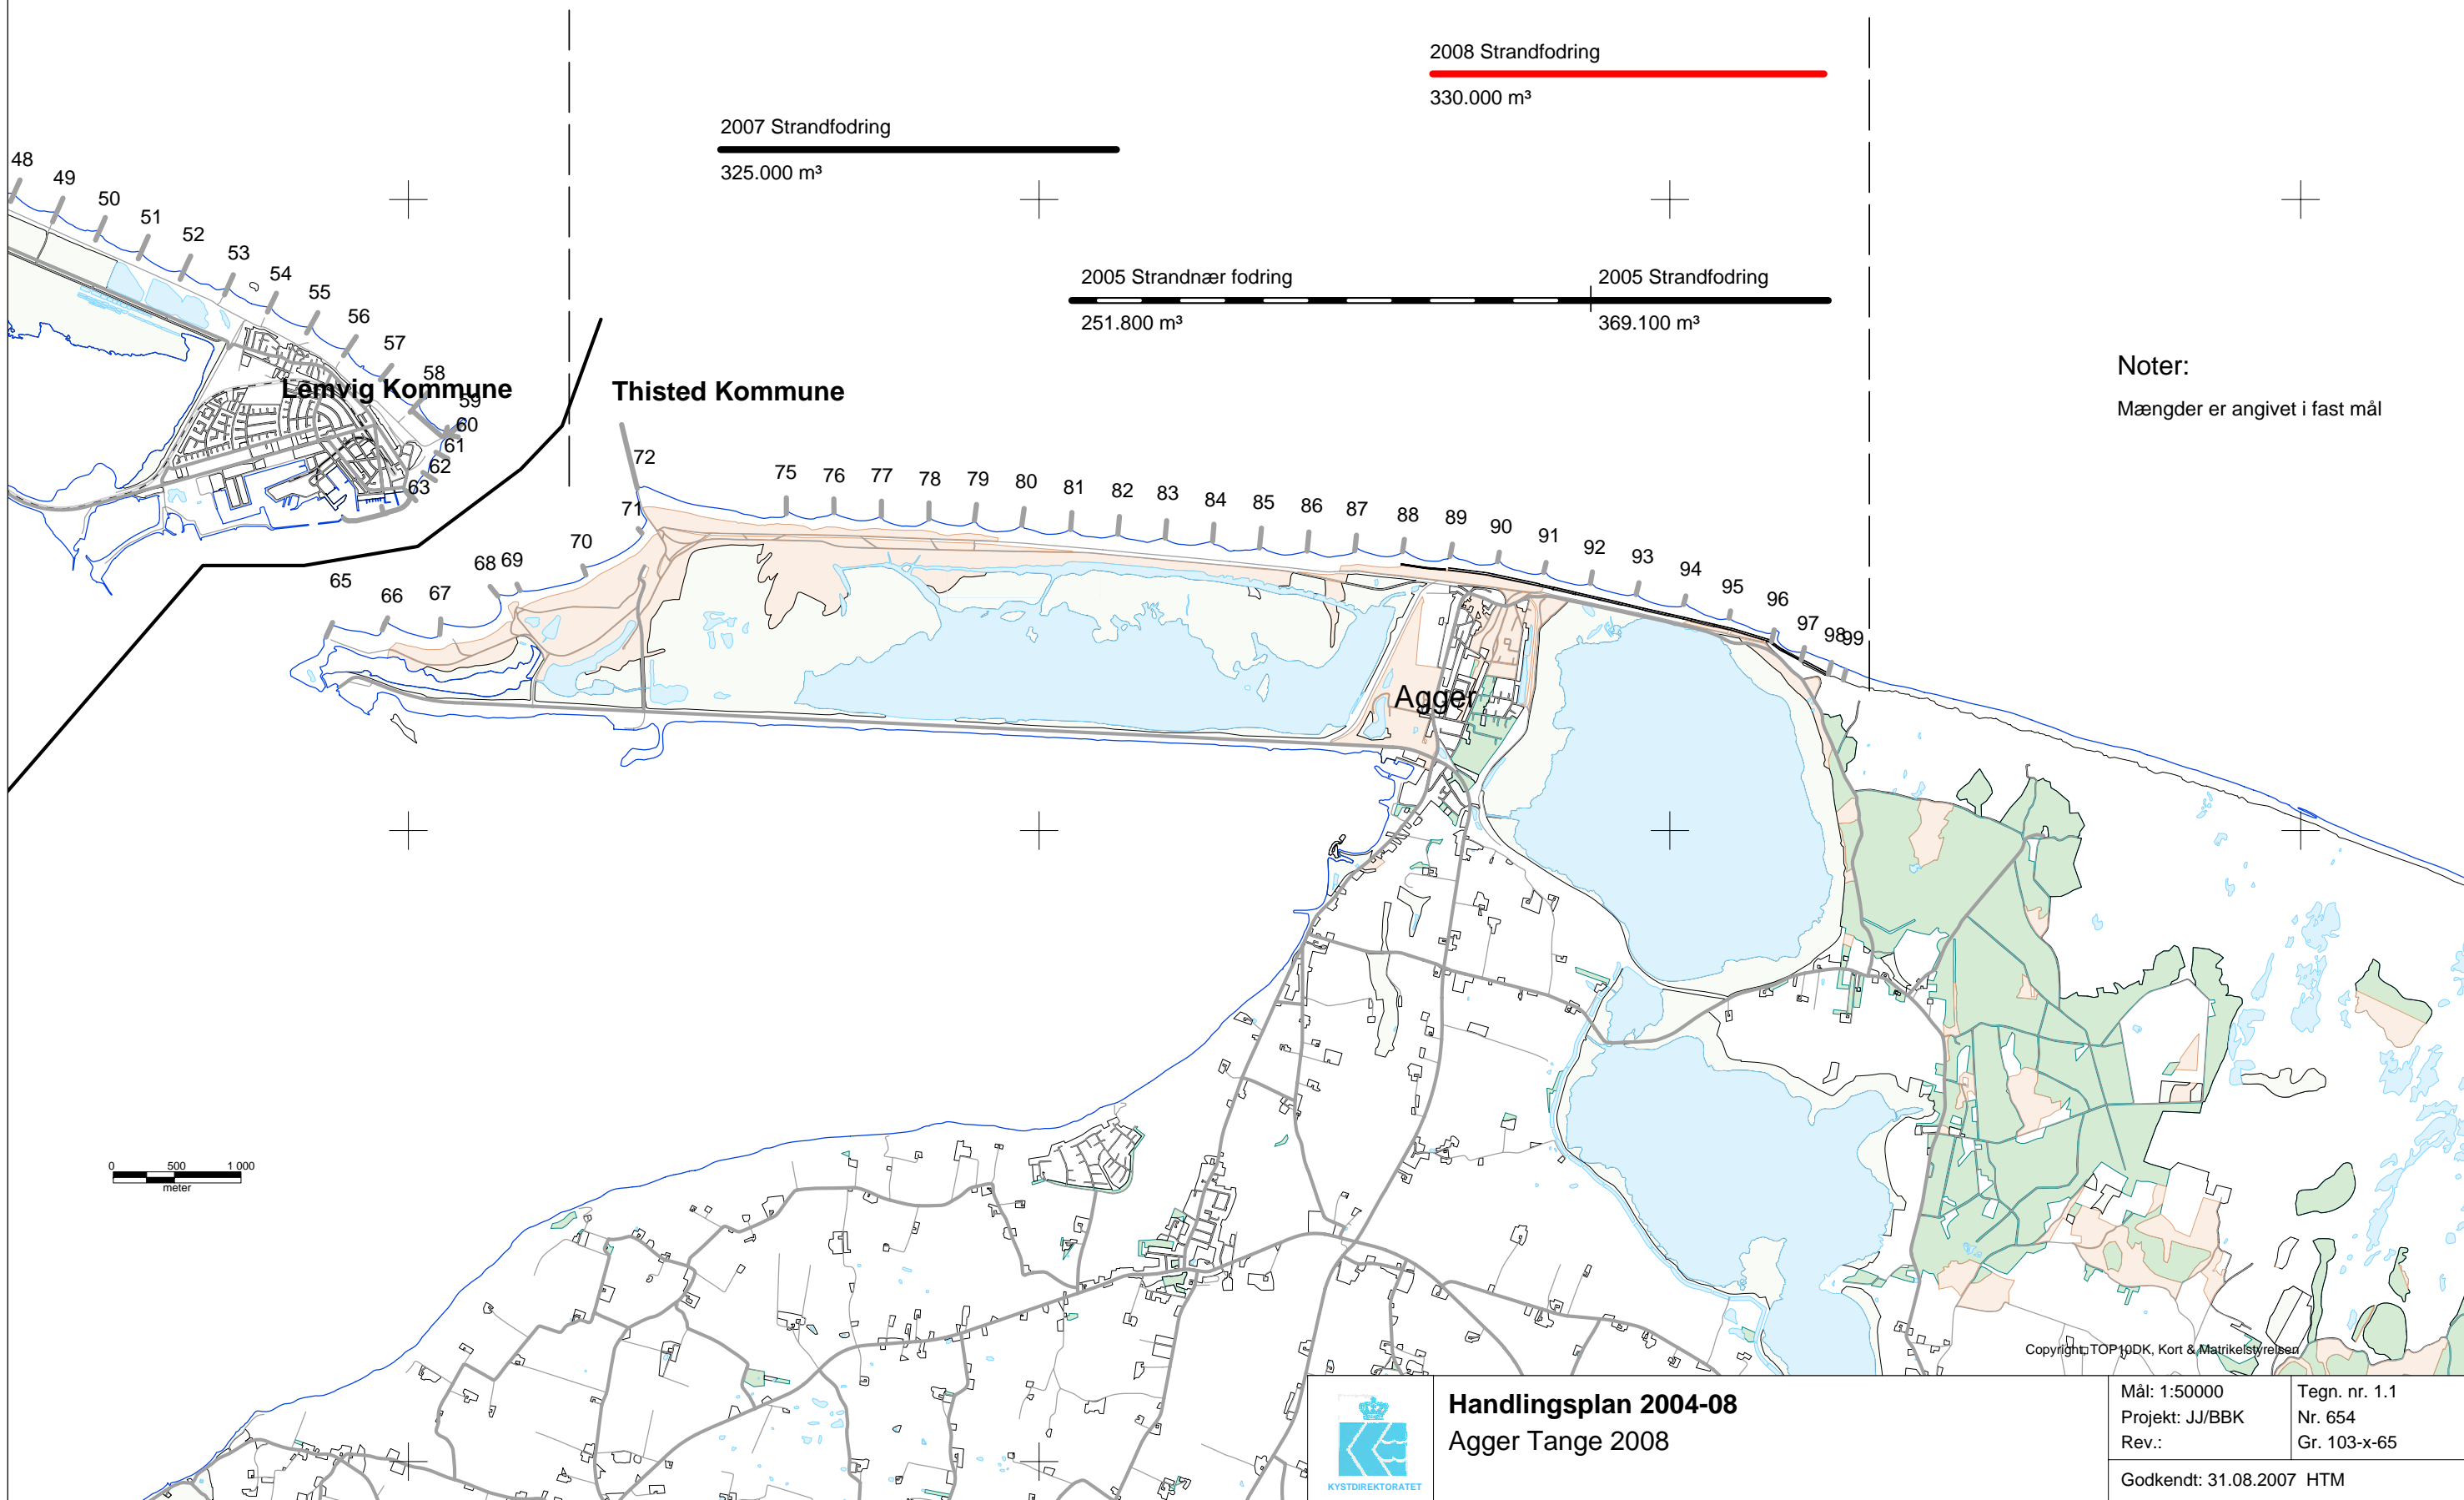 2008 Strandfodring
330.000 m³
2007 Strandfodring
325.000 m³
2005 Strandnær fodring
2005 Strandfodring
251.800 m³
369.100 m³
Noter:
Mængder er angivet i fast mål
48
49
50
51
52
53
54
55
56
57
58
59
60
61
62
63
Lemvig Kommune
Thisted Kommune
65
66
67
68
69
70
71
72
75
76
77
78
79
80
81
82
83
84
85
86
87
88
89
90
91
92
93
94
95
96
97
98
99
Agger
0 500 1 000
meter
Copyright, TOP10DK, Kort & Matrikelstyrelsen
KYSTDIREKTORATET
Handlingsplan 2004-08
Agger Tange 2008
Mål: 1:50000
Projekt: JJ/BBK
Rev.:
Tegn. nr. 1.1
Nr. 654
Gr. 103-x-65
Godkendt: 31.08.2007 HTM